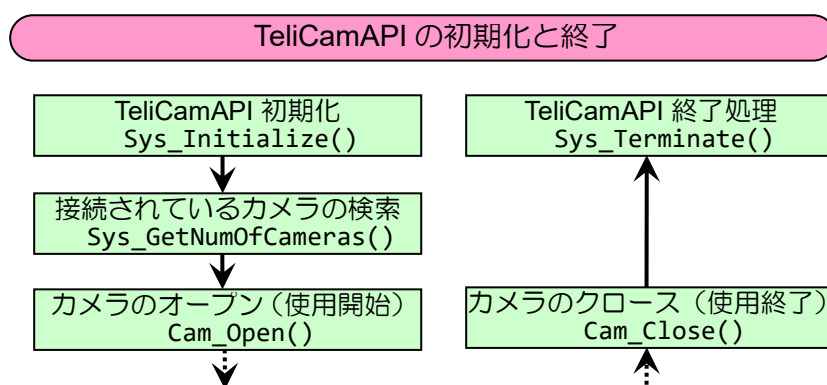 TeliCamAPI の初期化と終了
TeliCamAPI 初期化
Sys_Initialize()
接続されているカメラの検索
Sys_GetNumOfCameras()
カメラのオープン（使用開始）
Cam_Open()
TeliCamAPI 終了処理
Sys_Terminate()
カメラのクローズ（使用終了）
Cam_Close()